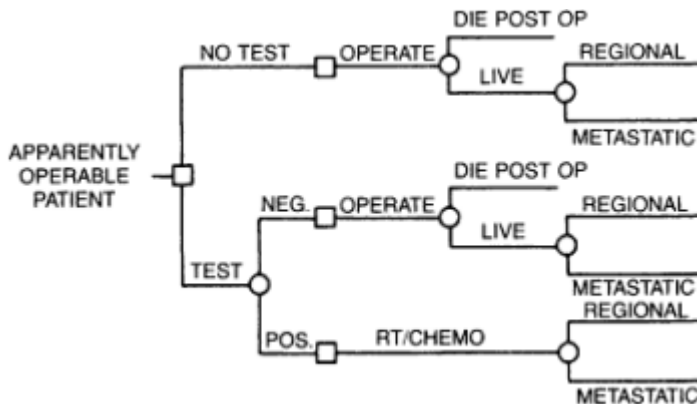 DIE POST OP
NO TEST
OPERATE
REGIONAL
LIVE
METASTATIC
APPARENTLY
OPERABLE
PATIENT
DIE POST OP
NEG.
OPERATE
REGIONAL
LIVE
TEST
METASTATIC
REGIONAL
POS.
RT/CHEMO
METASTATIC